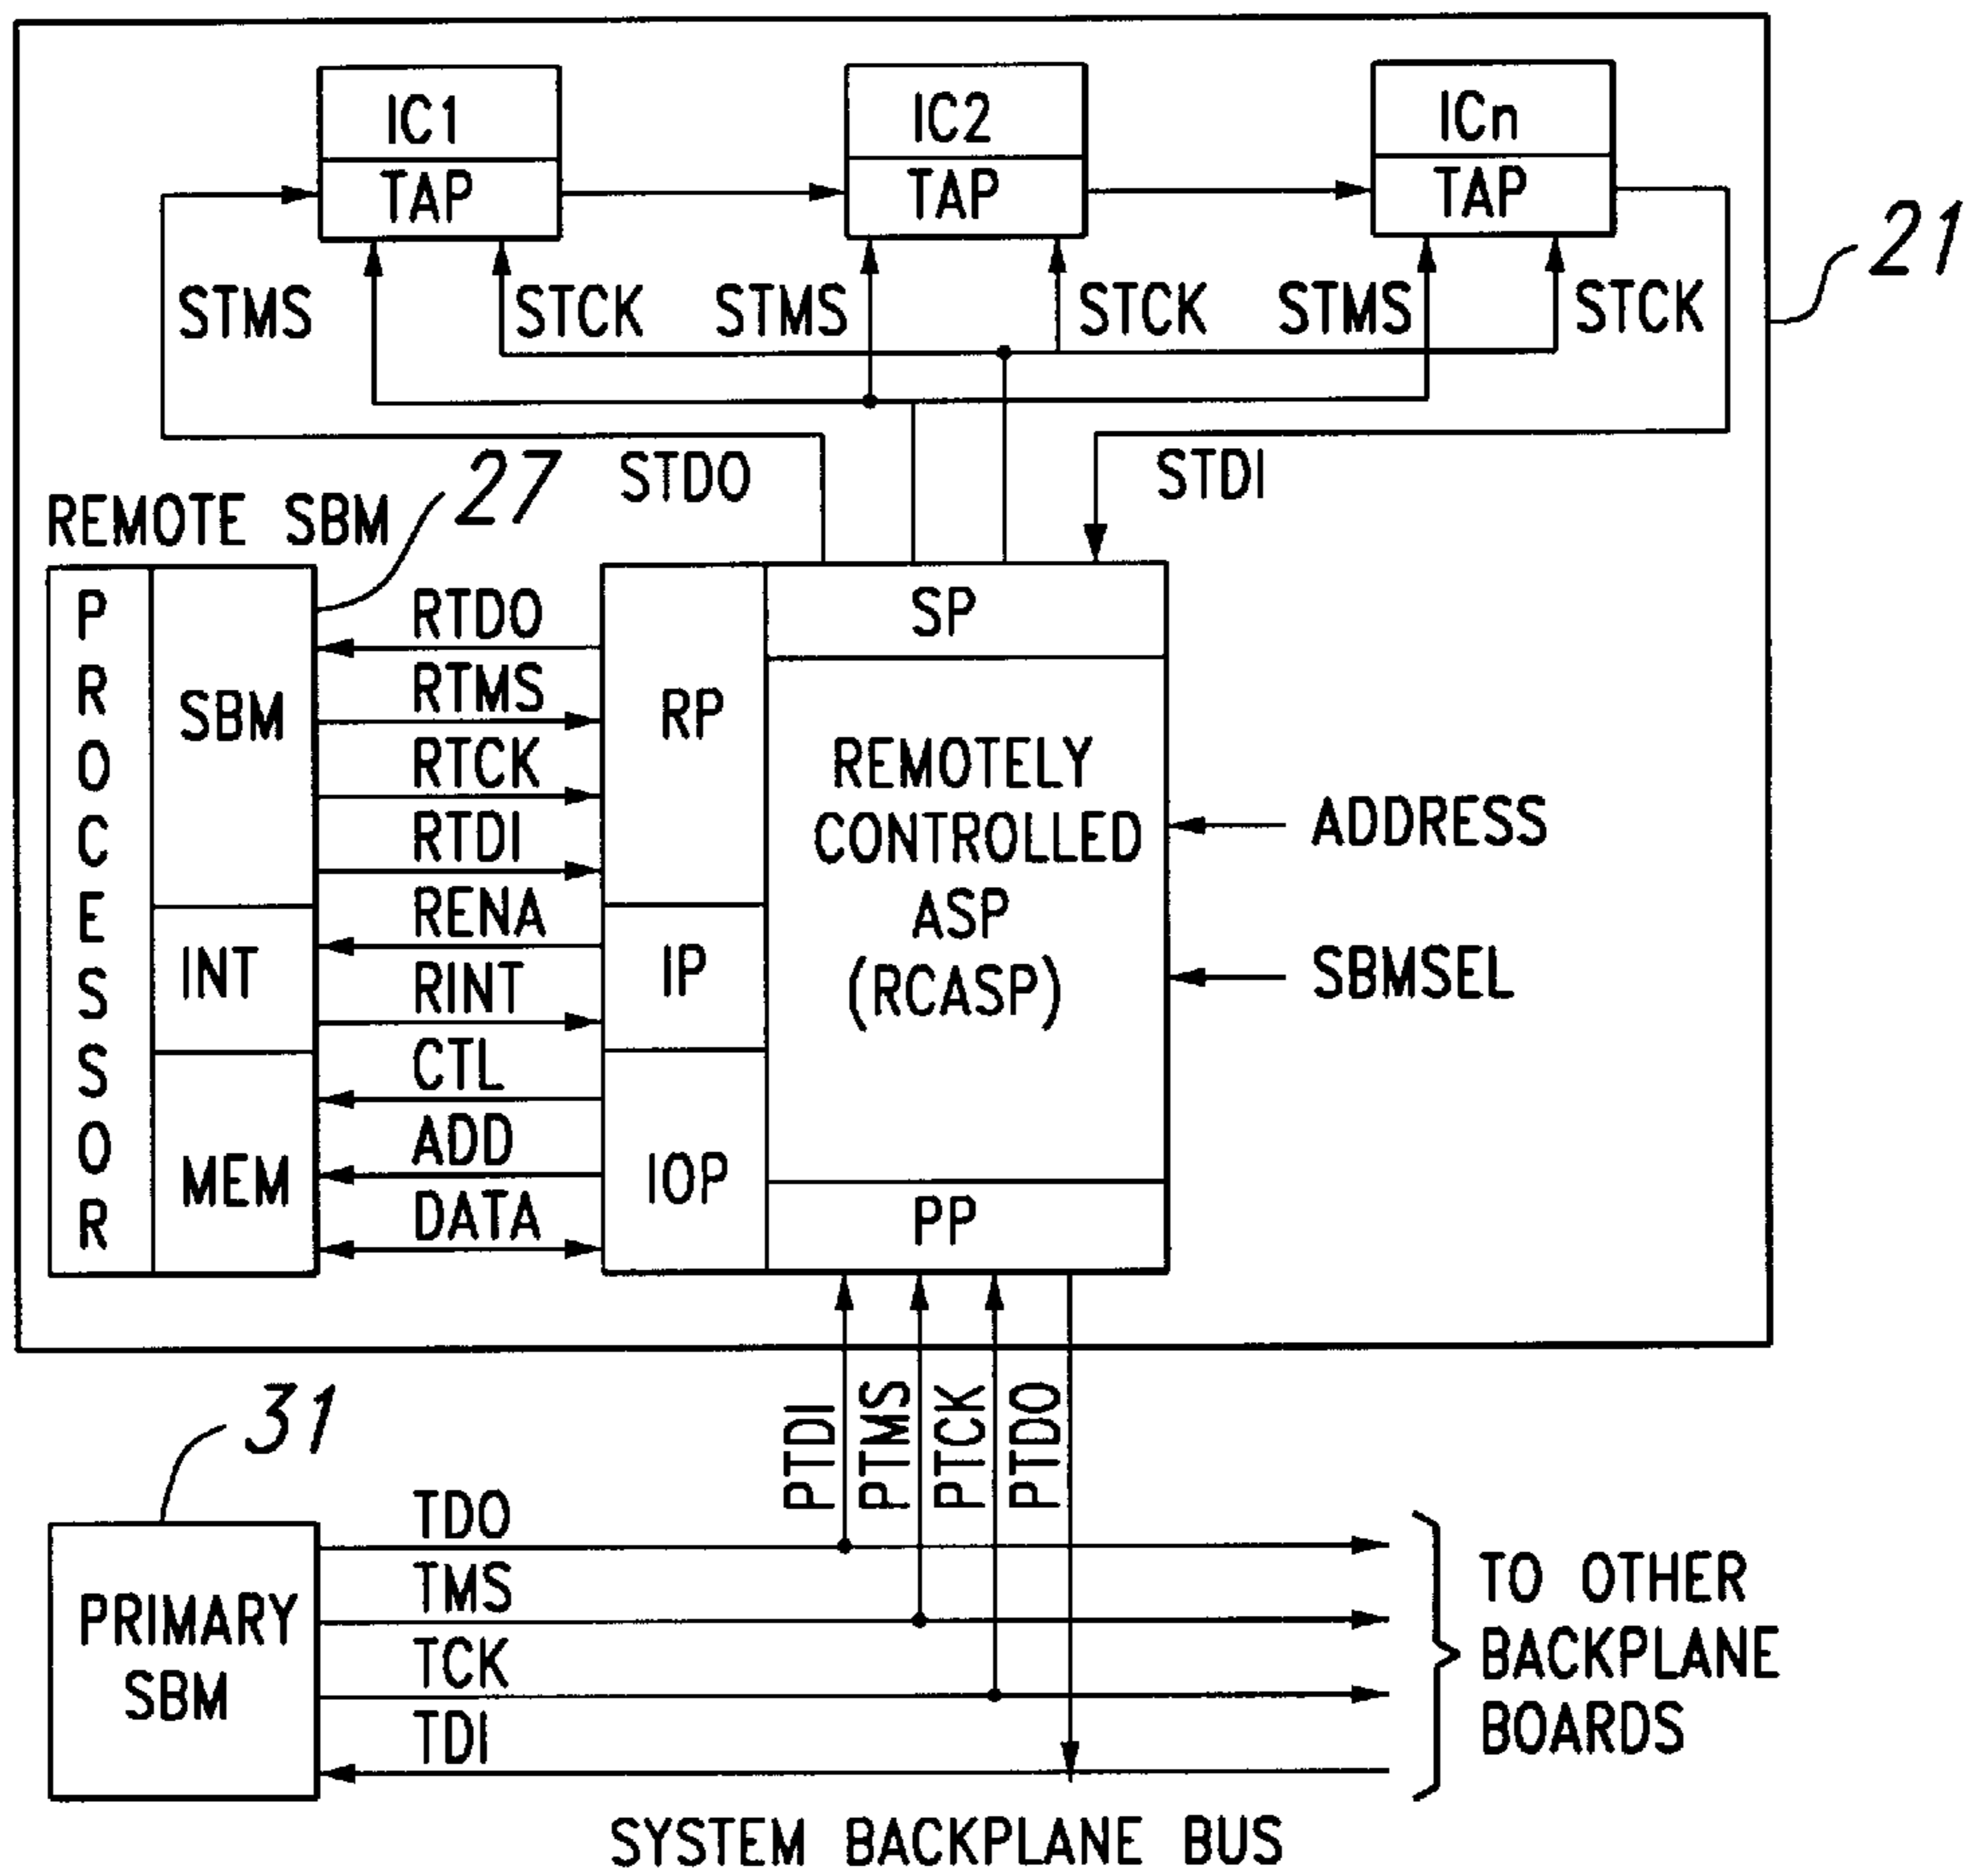 IC1
TAP
IC2
TAP
ICn
TAP
21
STMS
STCK
STMS
STCK
STMS
STCK
STDO
STDI
REMOTE SBM
27
PROCESSOR
SBM
INT
MEM
RTDO
RTMS
RTCK
RTDI
RENA
RINT
CTL
ADD
DATA
RP
IP
IOP
SP
REMOTELY
CONTROLLED
ASP
(RCASP)
PP
ADDRESS
SBMSEL
PTDI
PTMS
PTCK
PTDO
31
PRIMARY
SBM
TDO
TMS
TCK
TDI
TO OTHER
BACKPLANE
BOARDS
SYSTEM BACKPLANE BUS